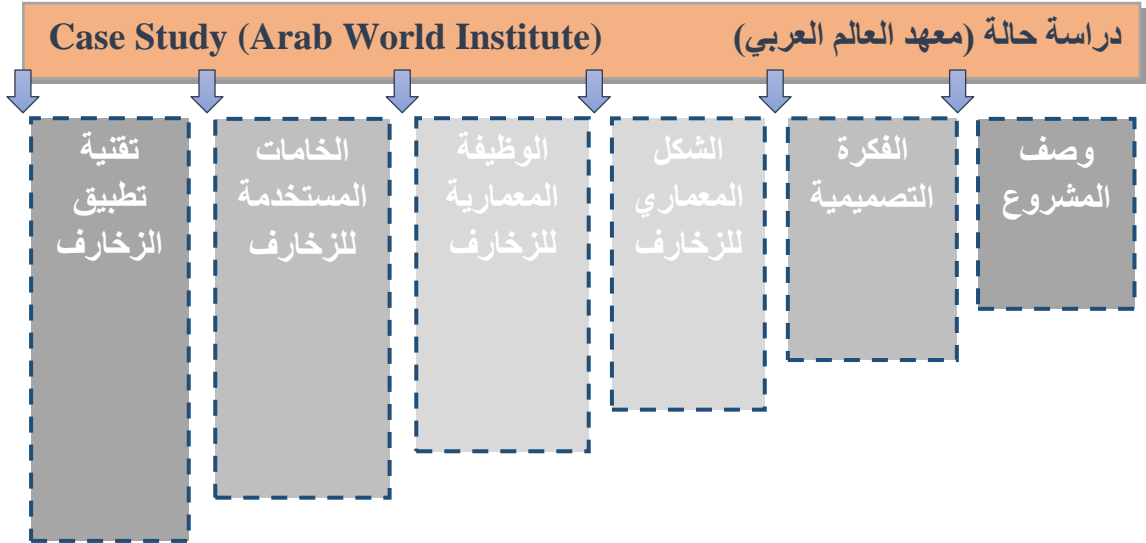 دراسة حالة (معهد العالم العربي) Case Study (Arab World Institute)
وصف
المشروع
الفكرة
التصميمية
الشكل
المعماري
للزخارف
الوظيفة
المعمارية
للزخارف
الخامات
المستخدمة
للزخارف
تقنية
تطبيق
الزخارف